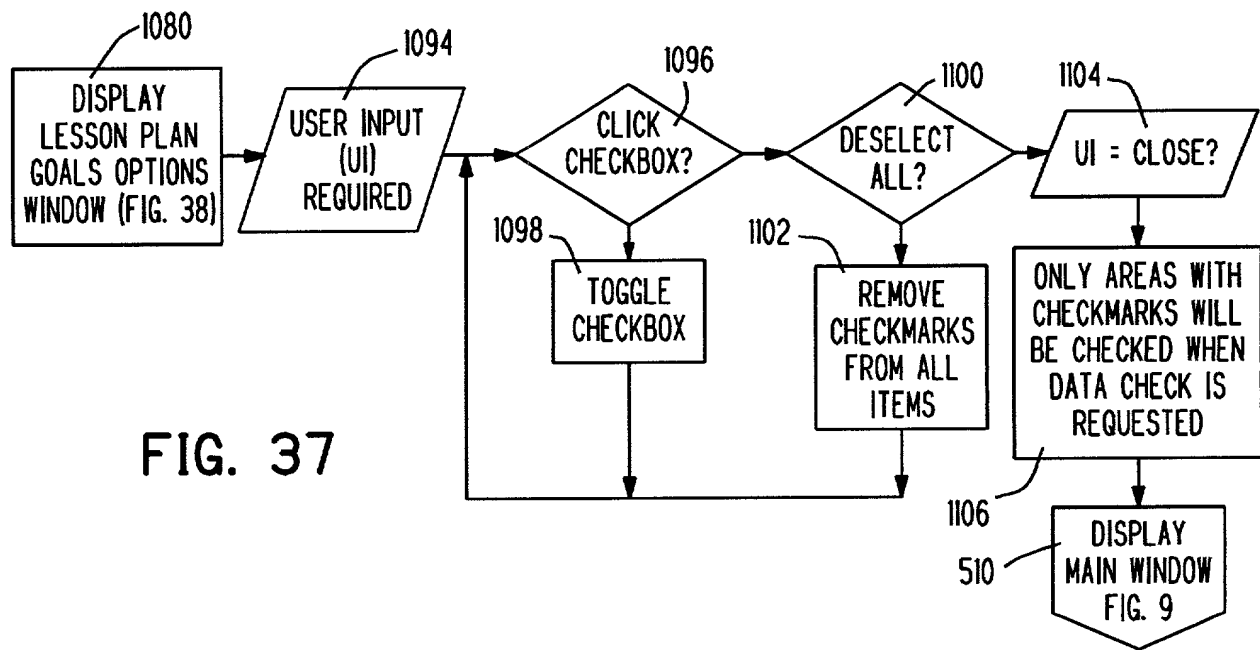 1080
DISPLAY
LESSON PLAN
GOALS OPTIONS
WINDOW (FIG. 38)
1094
USER INPUT
(UI)
REQUIRED
1096
CLICK
CHECKBOX?
1098
TOGGLE
CHECKBOX
1100
DESELECT
ALL?
1102
REMOVE
CHECKMARKS
FROM ALL
ITEMS
1104
UI = CLOSE?
ONLY AREAS WITH
CHECKMARKS WILL
BE CHECKED WHEN
DATA CHECK IS
REQUESTED
1106
510
DISPLAY
MAIN WINDOW
FIG. 9
FIG. 37